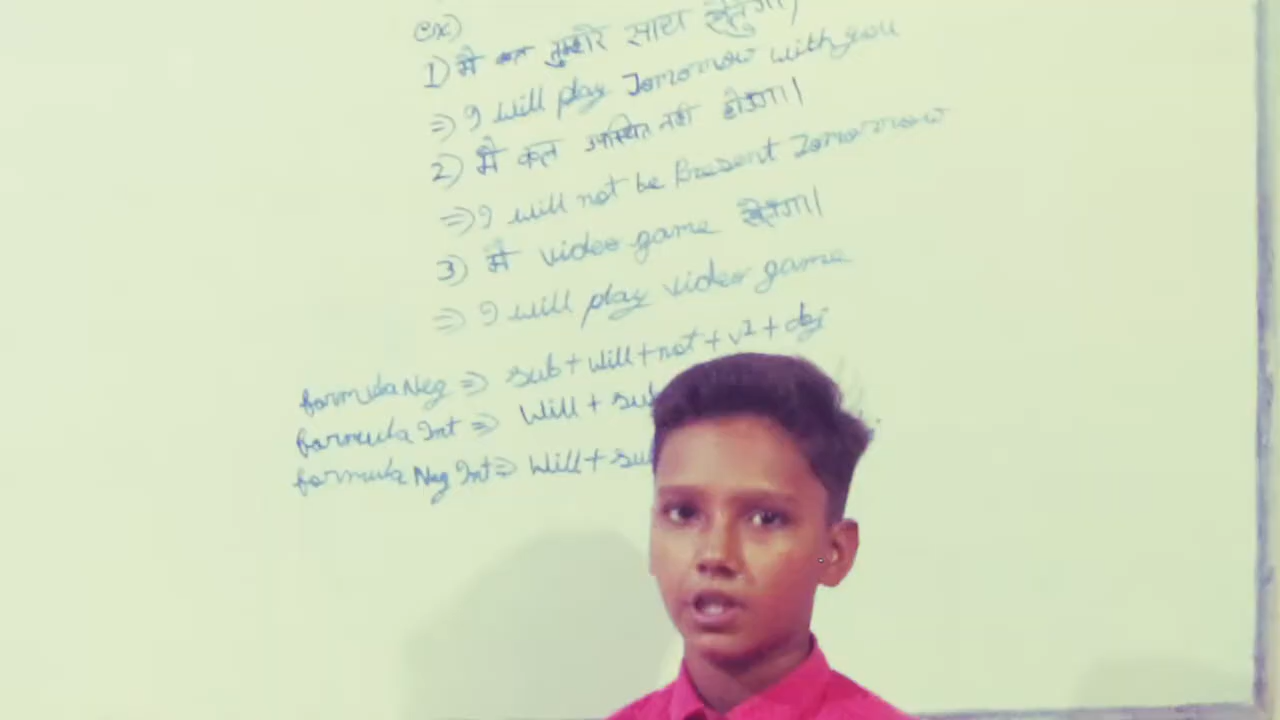 ex)
1) मै कल तुम्हारे साथ खेलुगा।
⇒ I will play Tomorrow with you
2) मै कल उपस्थित नही होऊगा।
⇒ I will not be Present Tomorrow
3) मै video game खेलुगा।
⇒ I will play video game
formula Neg ⇒ sub + will + not + v1 + obj
formula Int ⇒ Will + sub
formula Neg Int ⇒ Will + su